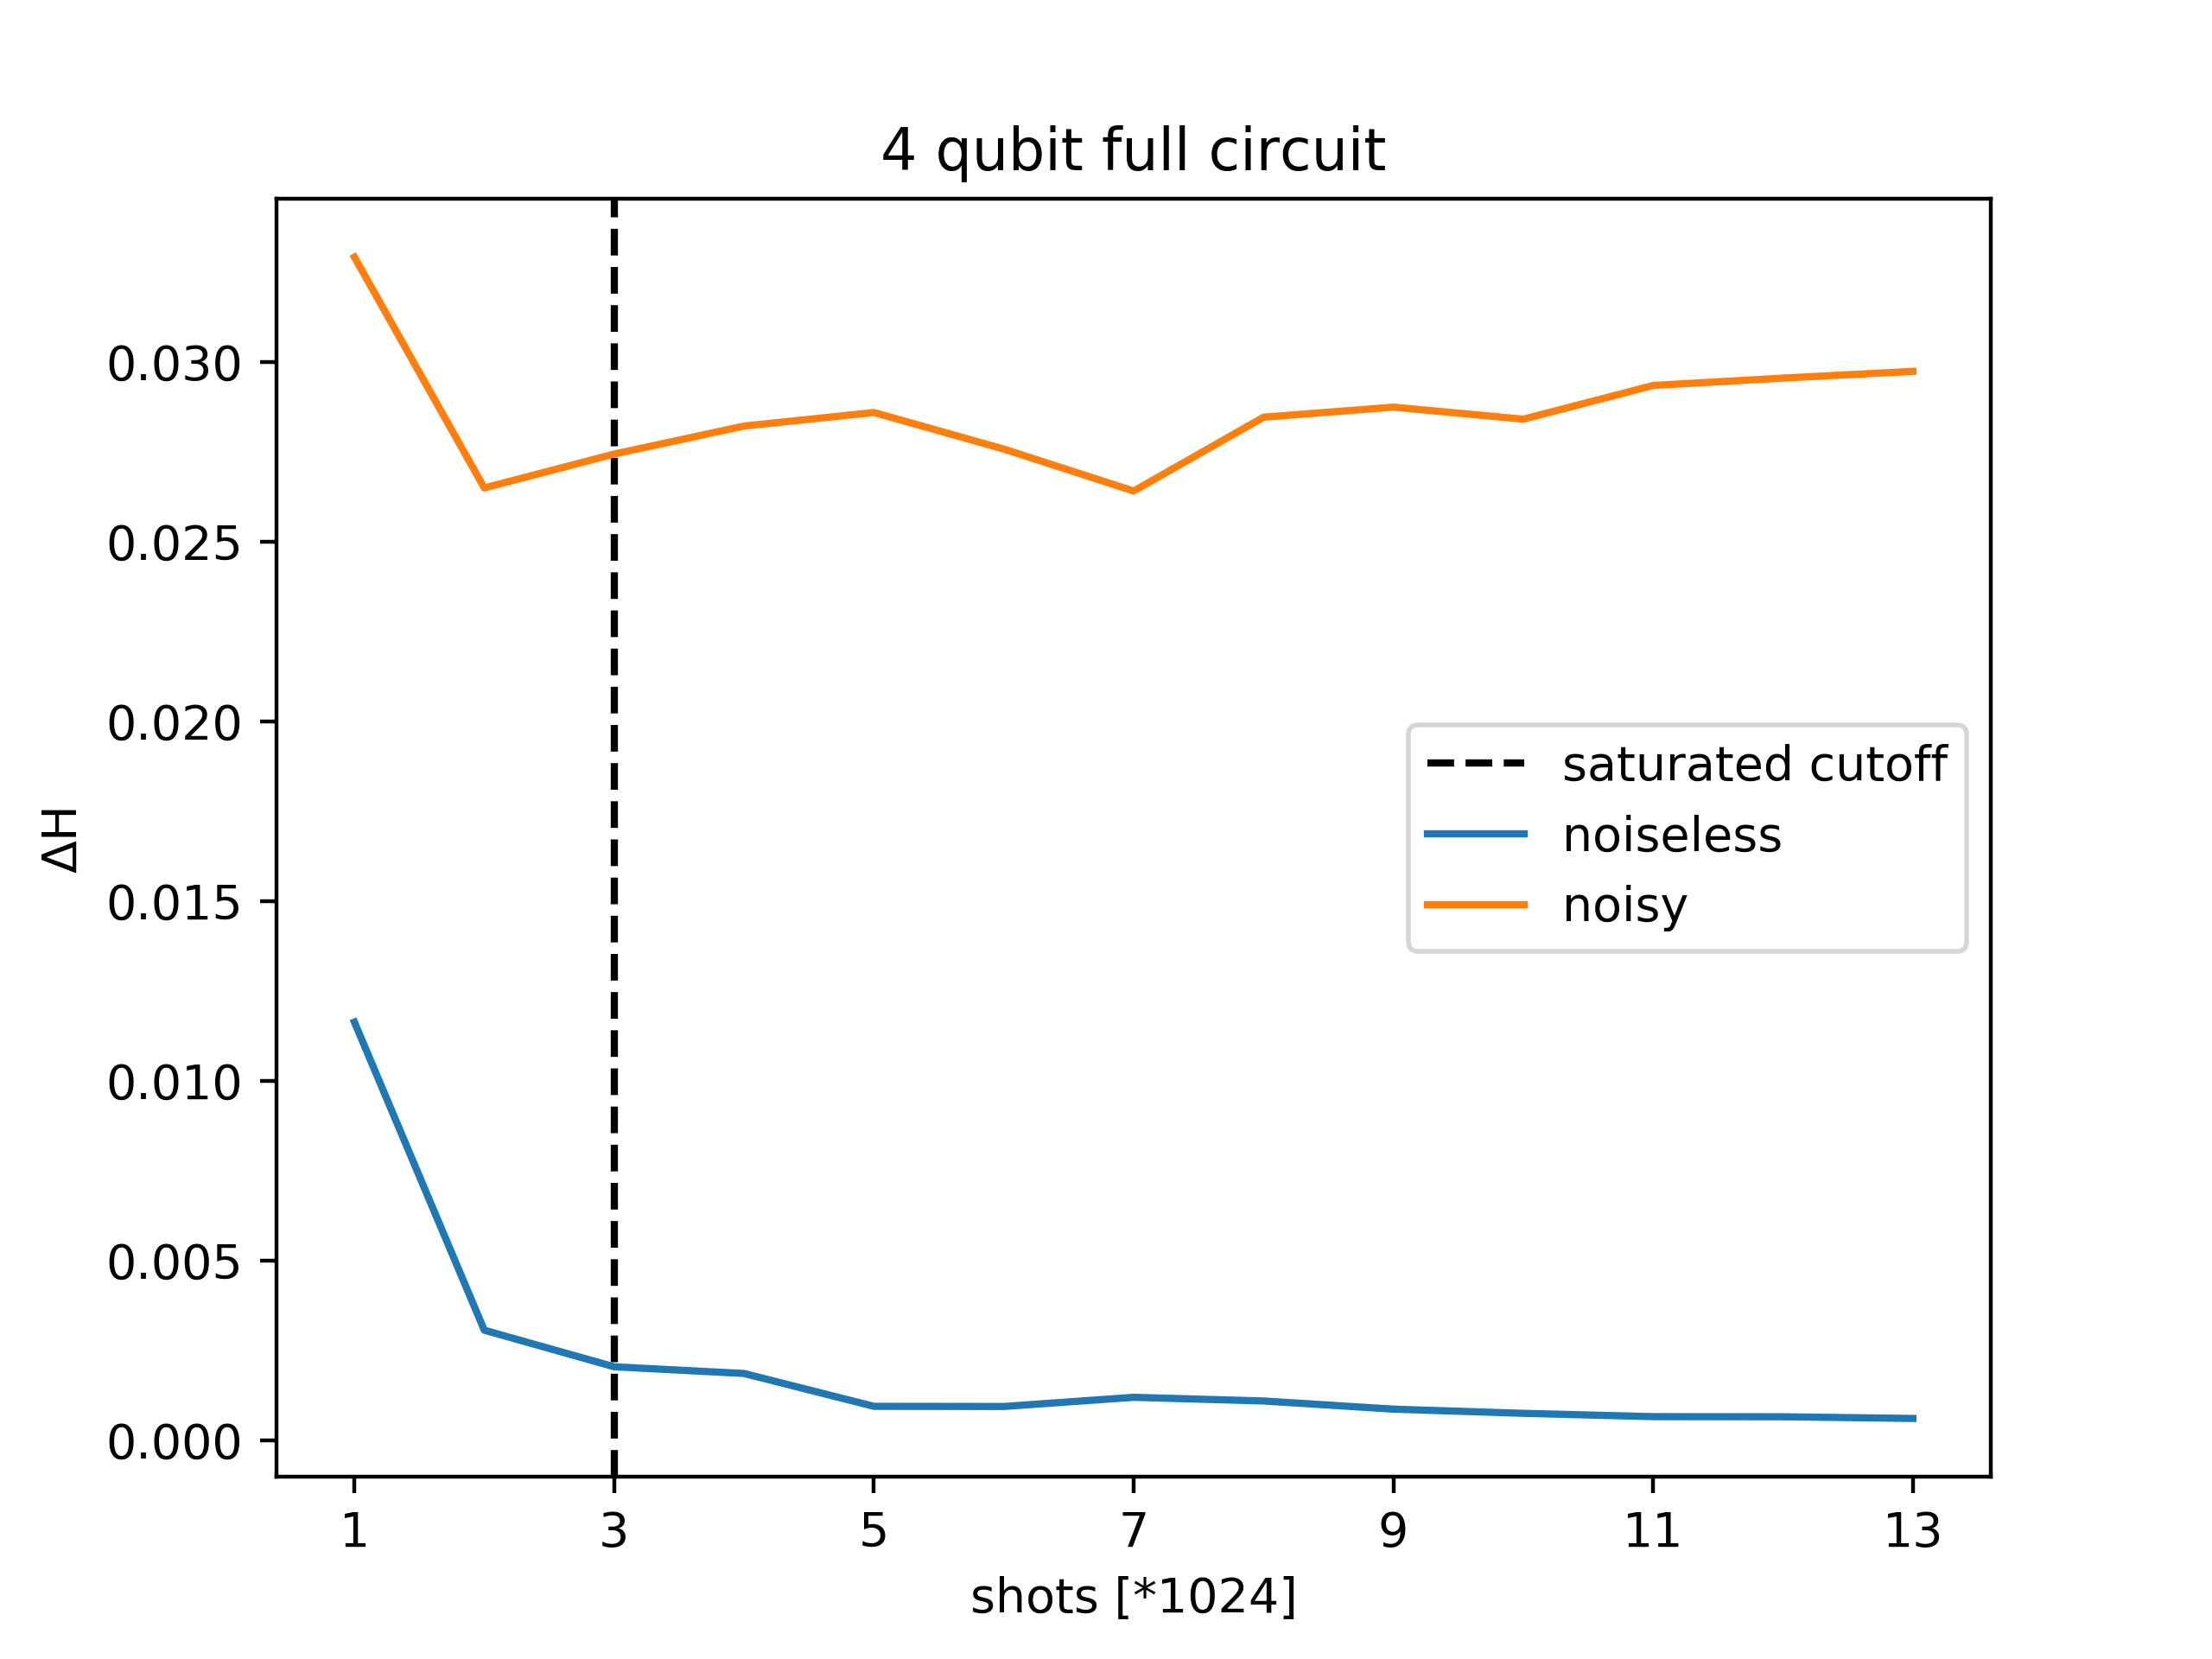 4 qubit full circuit
ΔH
0.030
0.025
0.020
0.015
0.010
0.005
0.000
saturated cutoff
noiseless
noisy
1 3 5 7 9 11 13
shots [*1024]